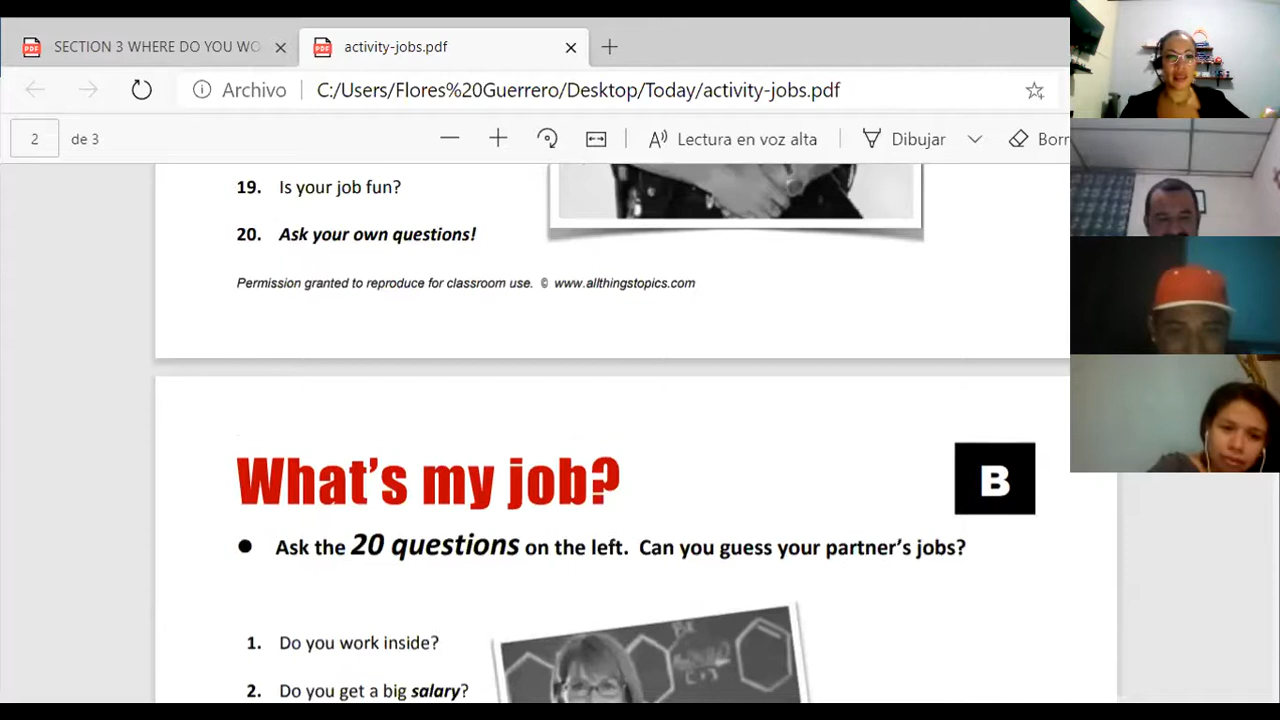 SECTION 3 WHERE DO YOU WO
activity-jobs.pdf
Archivo
C:/Users/Flores%20Guerrero/Desktop/Today/activity-jobs.pdf
2 de 3
Lectura en voz alta
Dibujar
Borr
19. Is your job fun?
20. Ask your own questions!
Permission granted to reproduce for classroom use. © www.allthingstopics.com
What's my job?
B
● Ask the 20 questions on the left. Can you guess your partner's jobs?
1. Do you work inside?
2. Do you get a big salary?